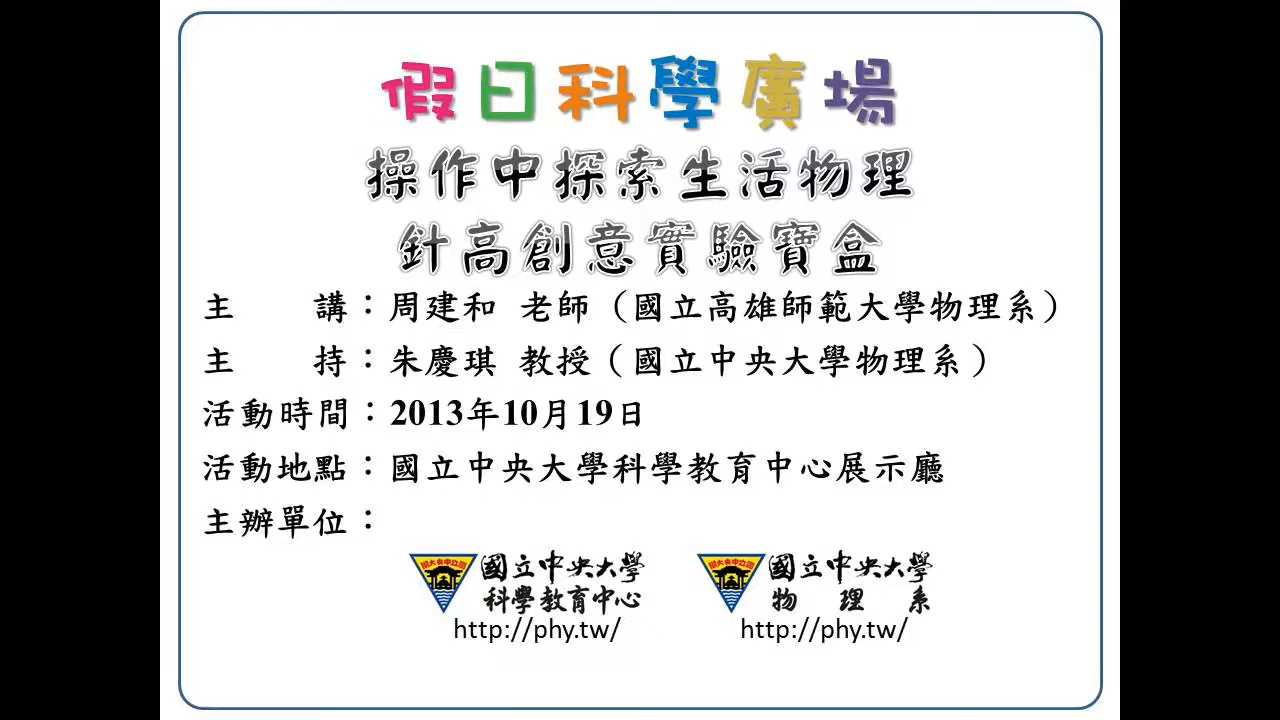 假日科學廣場
操作中探索生活物理
針高創意實驗寶盒
主　　講：周建和 老師（國立高雄師範大學物理系）
主　　持：朱慶琪 教授（國立中央大學物理系）
活動時間：2013年10月19日
活動地點：國立中央大學科學教育中心展示廳
主辦單位：
國立中央大學
科學教育中心
http://phy.tw/
國立中央大學
物理系
http://phy.tw/